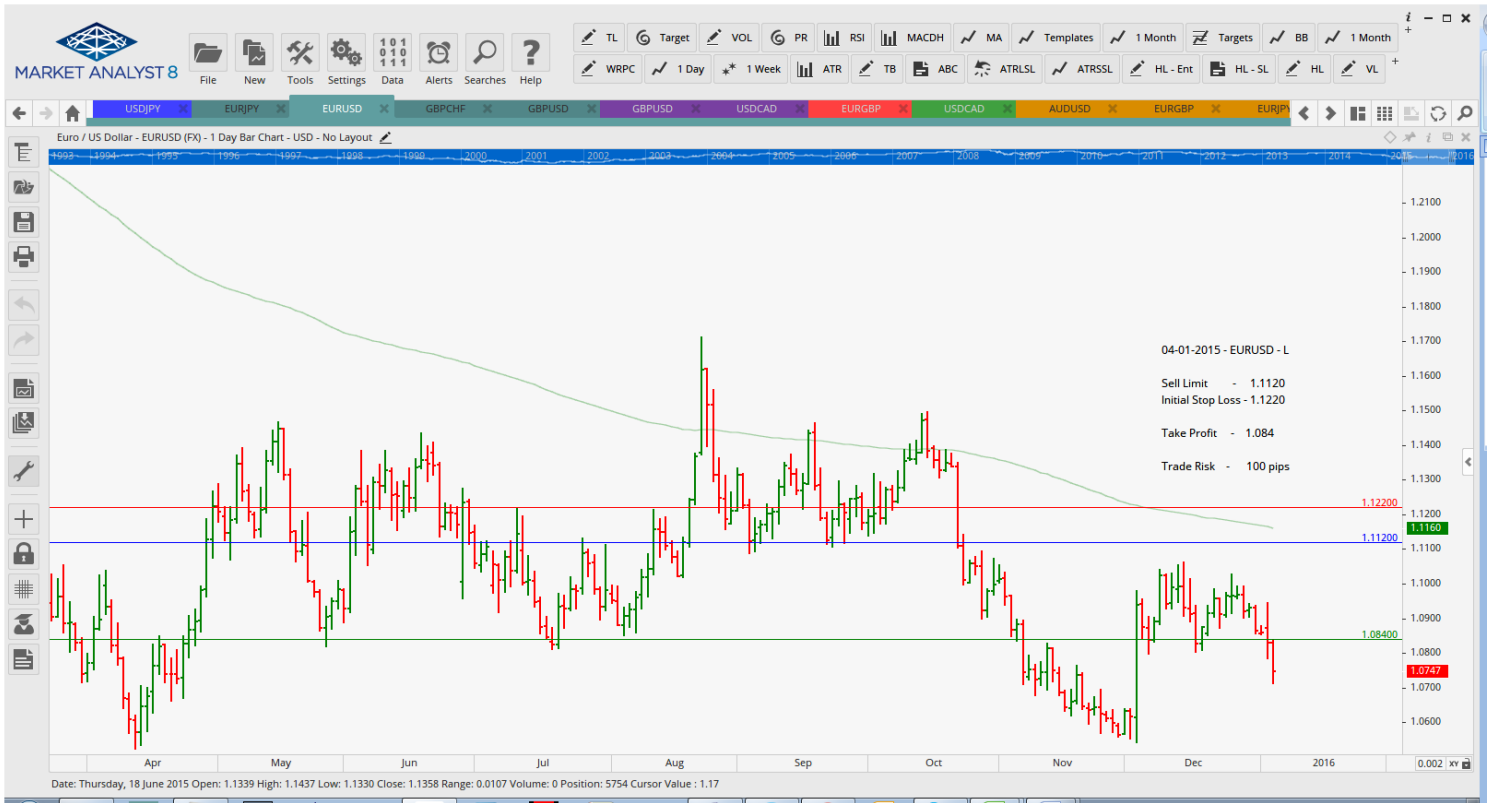 i
TL Target VOL PR RSI MACDH MA Templates 1 Month Targets BB 1 Month +
MARKET ANALYST 8
101
010
111
File New Tools Settings Data Alerts Searches Help
WRPC 1 Day 1 Week ATR TB ABC ATRLSL ATRSSL HL - Ent HL - SL HL VL +
USDJPY EURJPY EURUSD GBPCHF GBPUSD GBPUSD USDCAD EURGBP USDCAD AUDUSD EURGBP EURJPY
Euro / US Dollar - EURUSD (FX) - 1 Day Bar Chart - USD - No Layout
1993 1994 1995 1996 1997 1998 1999 2000 2001 2002 2003 2004 2005 2006 2007 2008 2009 2010 2011 2012 2013 2014 2015 2016
1.2100
1.2000
1.1900
1.1800
1.1700
04-01-2015 - EURUSD - L
1.1600
Sell Limit - 1.1120
Initial Stop Loss - 1.1220
1.1500
Take Profit - 1.084
1.1400
Trade Risk - 100 pips
1.1300
1.12200
1.1200
1.1160
1.11200
1.1100
1.1000
1.0900
1.08400
1.0800
1.0747
1.0700
1.0600
Apr May Jun Jul Aug Sep Oct Nov Dec 2016 0.002 XY
Date: Thursday, 18 June 2015 Open: 1.1339 High: 1.1437 Low: 1.1330 Close: 1.1358 Range: 0.0107 Volume: 0 Position: 5754 Cursor Value : 1.17